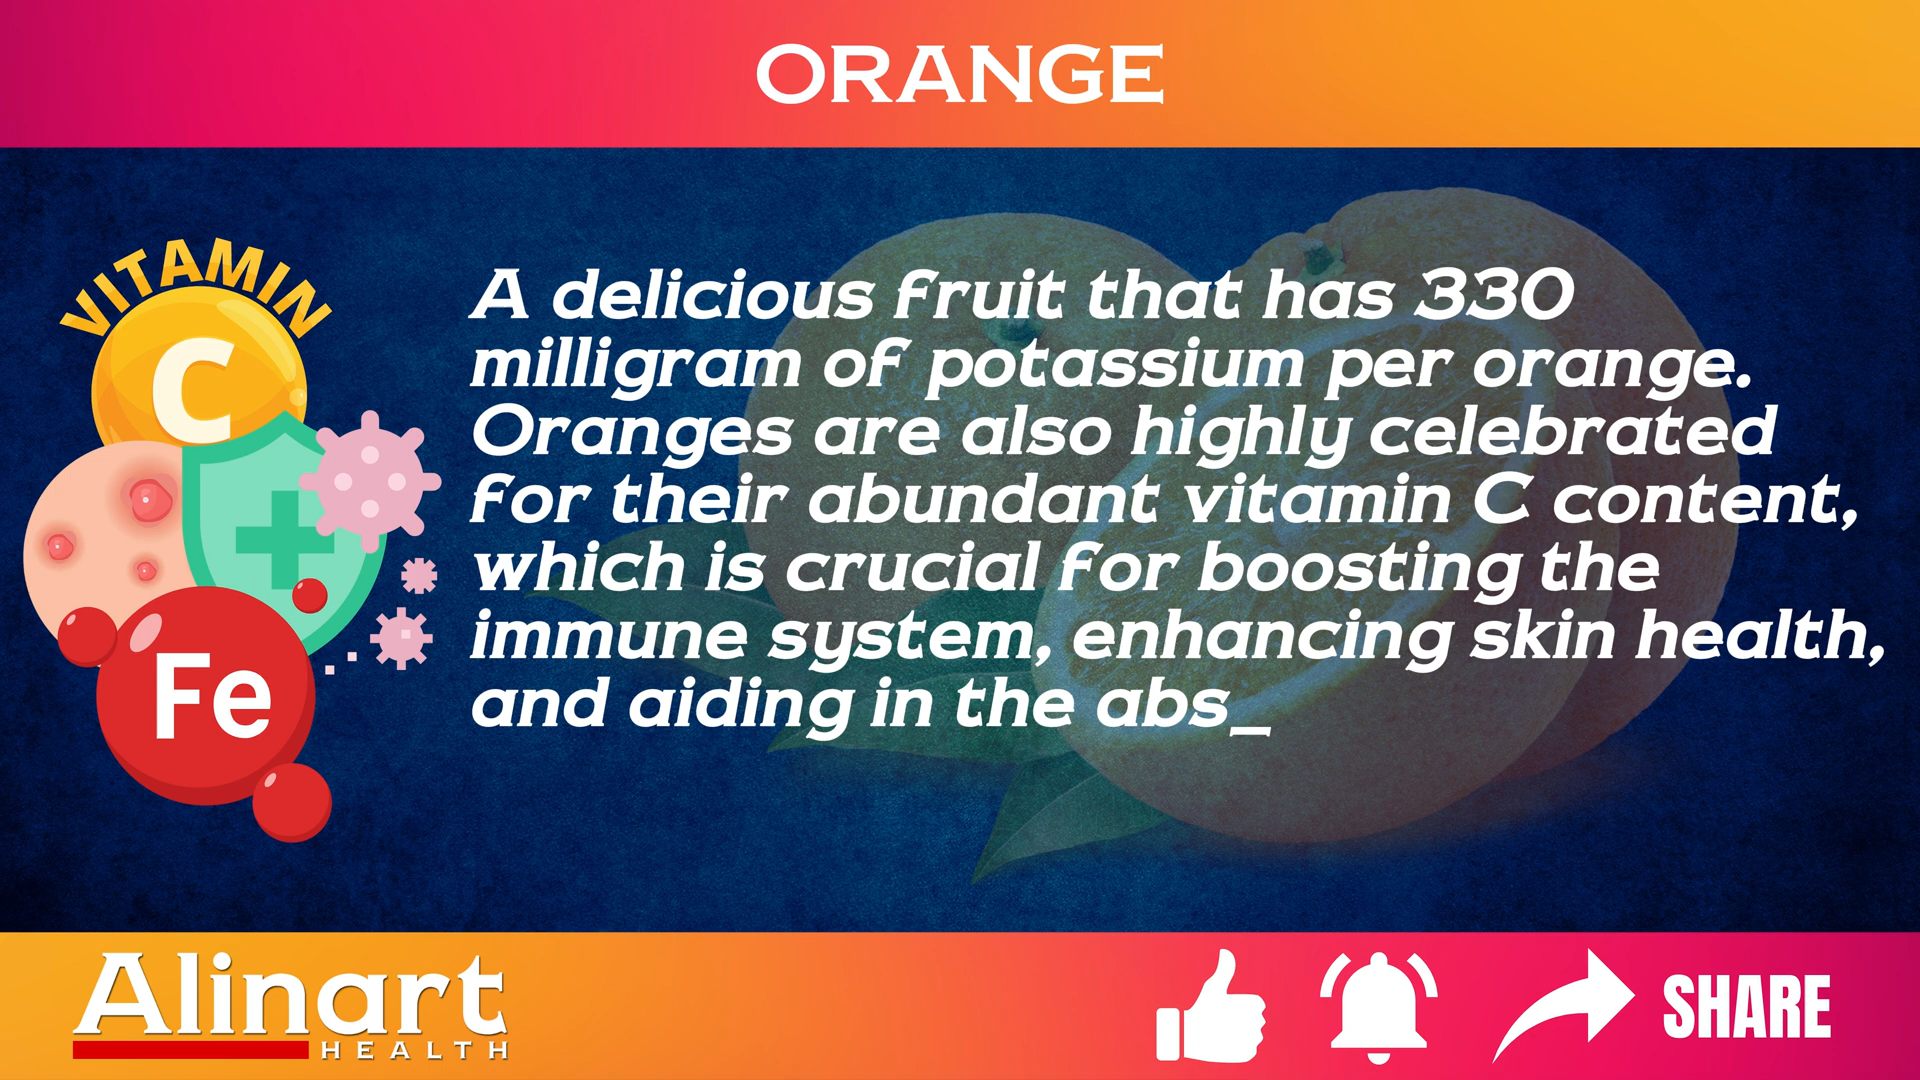 ORANGE
VITAMIN
C
Fe
A delicious fruit that has 330
milligram of potassium per orange.
Oranges are also highly celebrated
for their abundant vitamin C content,
which is crucial for boosting the
immune system, enhancing skin health,
and aiding in the abs_
Alinart
HEALTH
SHARE